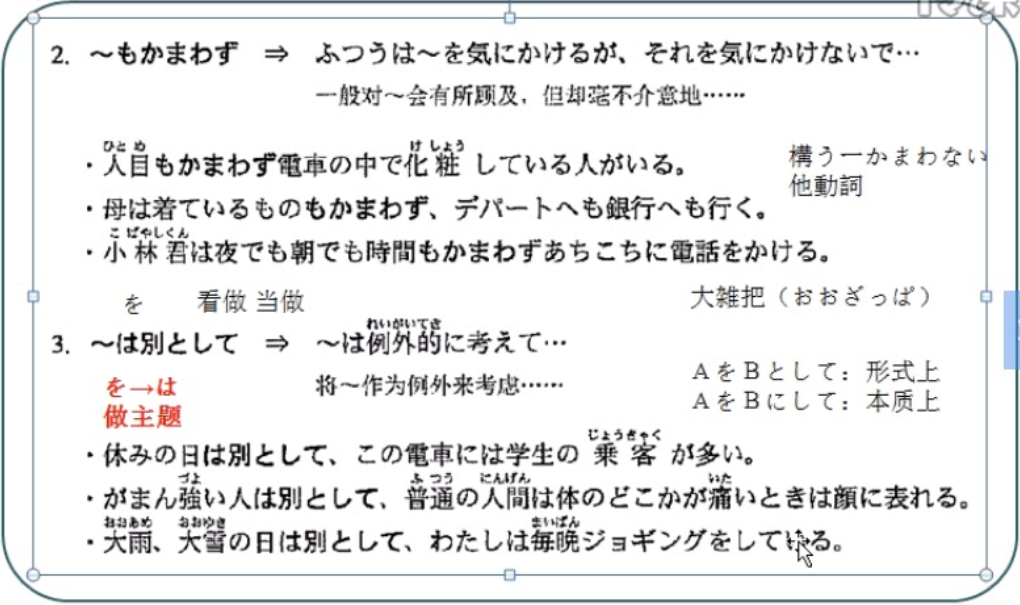 2. ～もかまわず ⇒ ふつうは～を気にかけるが、それを気にかけないで…
一般对～会有所顾及，但却毫不介意地……
ひとめ けしょう
・人目もかまわず電車の中で化粧している人がいる。
構う－かまわない
他動詞
・母は着ているものもかまわず、デパートへも銀行へも行く。
こばやしくん
・小林君は夜でも朝でも時間もかまわずあちこちに電話をかける。
を 看做 当做
大雑把（おおざっぱ）
れいがいてき
3. ～は別として ⇒ ～は例外的に考えて…
を→は
做主题
将～作为例外来考虑……
ＡをＢとして：形式上
ＡをＢにして：本质上
じょうきゃく
・休みの日は別として、この電車には学生の乗客が多い。
づよ ふつう にんげん いた
・がまん強い人は別として、普通の人間は体のどこかが痛いときは顔に表れる。
おおあめ おおゆき まいばん
・大雨、大雪の日は別として、わたしは毎晩ジョギングをしている。